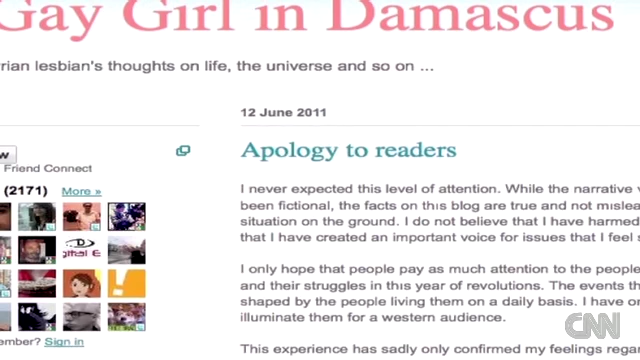 Gay Girl in Damascus
rian lesbian's thoughts on life, the universe and so on ...
12 June 2011
Apology to readers
w
Friend Connect
(2171) More »
I never expected this level of attention. While the narrative
been fictional, the facts on this blog are true and not mislea
situation on the ground. I do not believe that I have harmed
that I have created an important voice for issues that I feel s
I only hope that people pay as much attention to the people
and their struggles in this year of revolutions. The events th
shaped by the people living them on a daily basis. I have on
illuminate them for a western audience.
This experience has sadly only confirmed my feelings regar
ember? Sign in
CNN